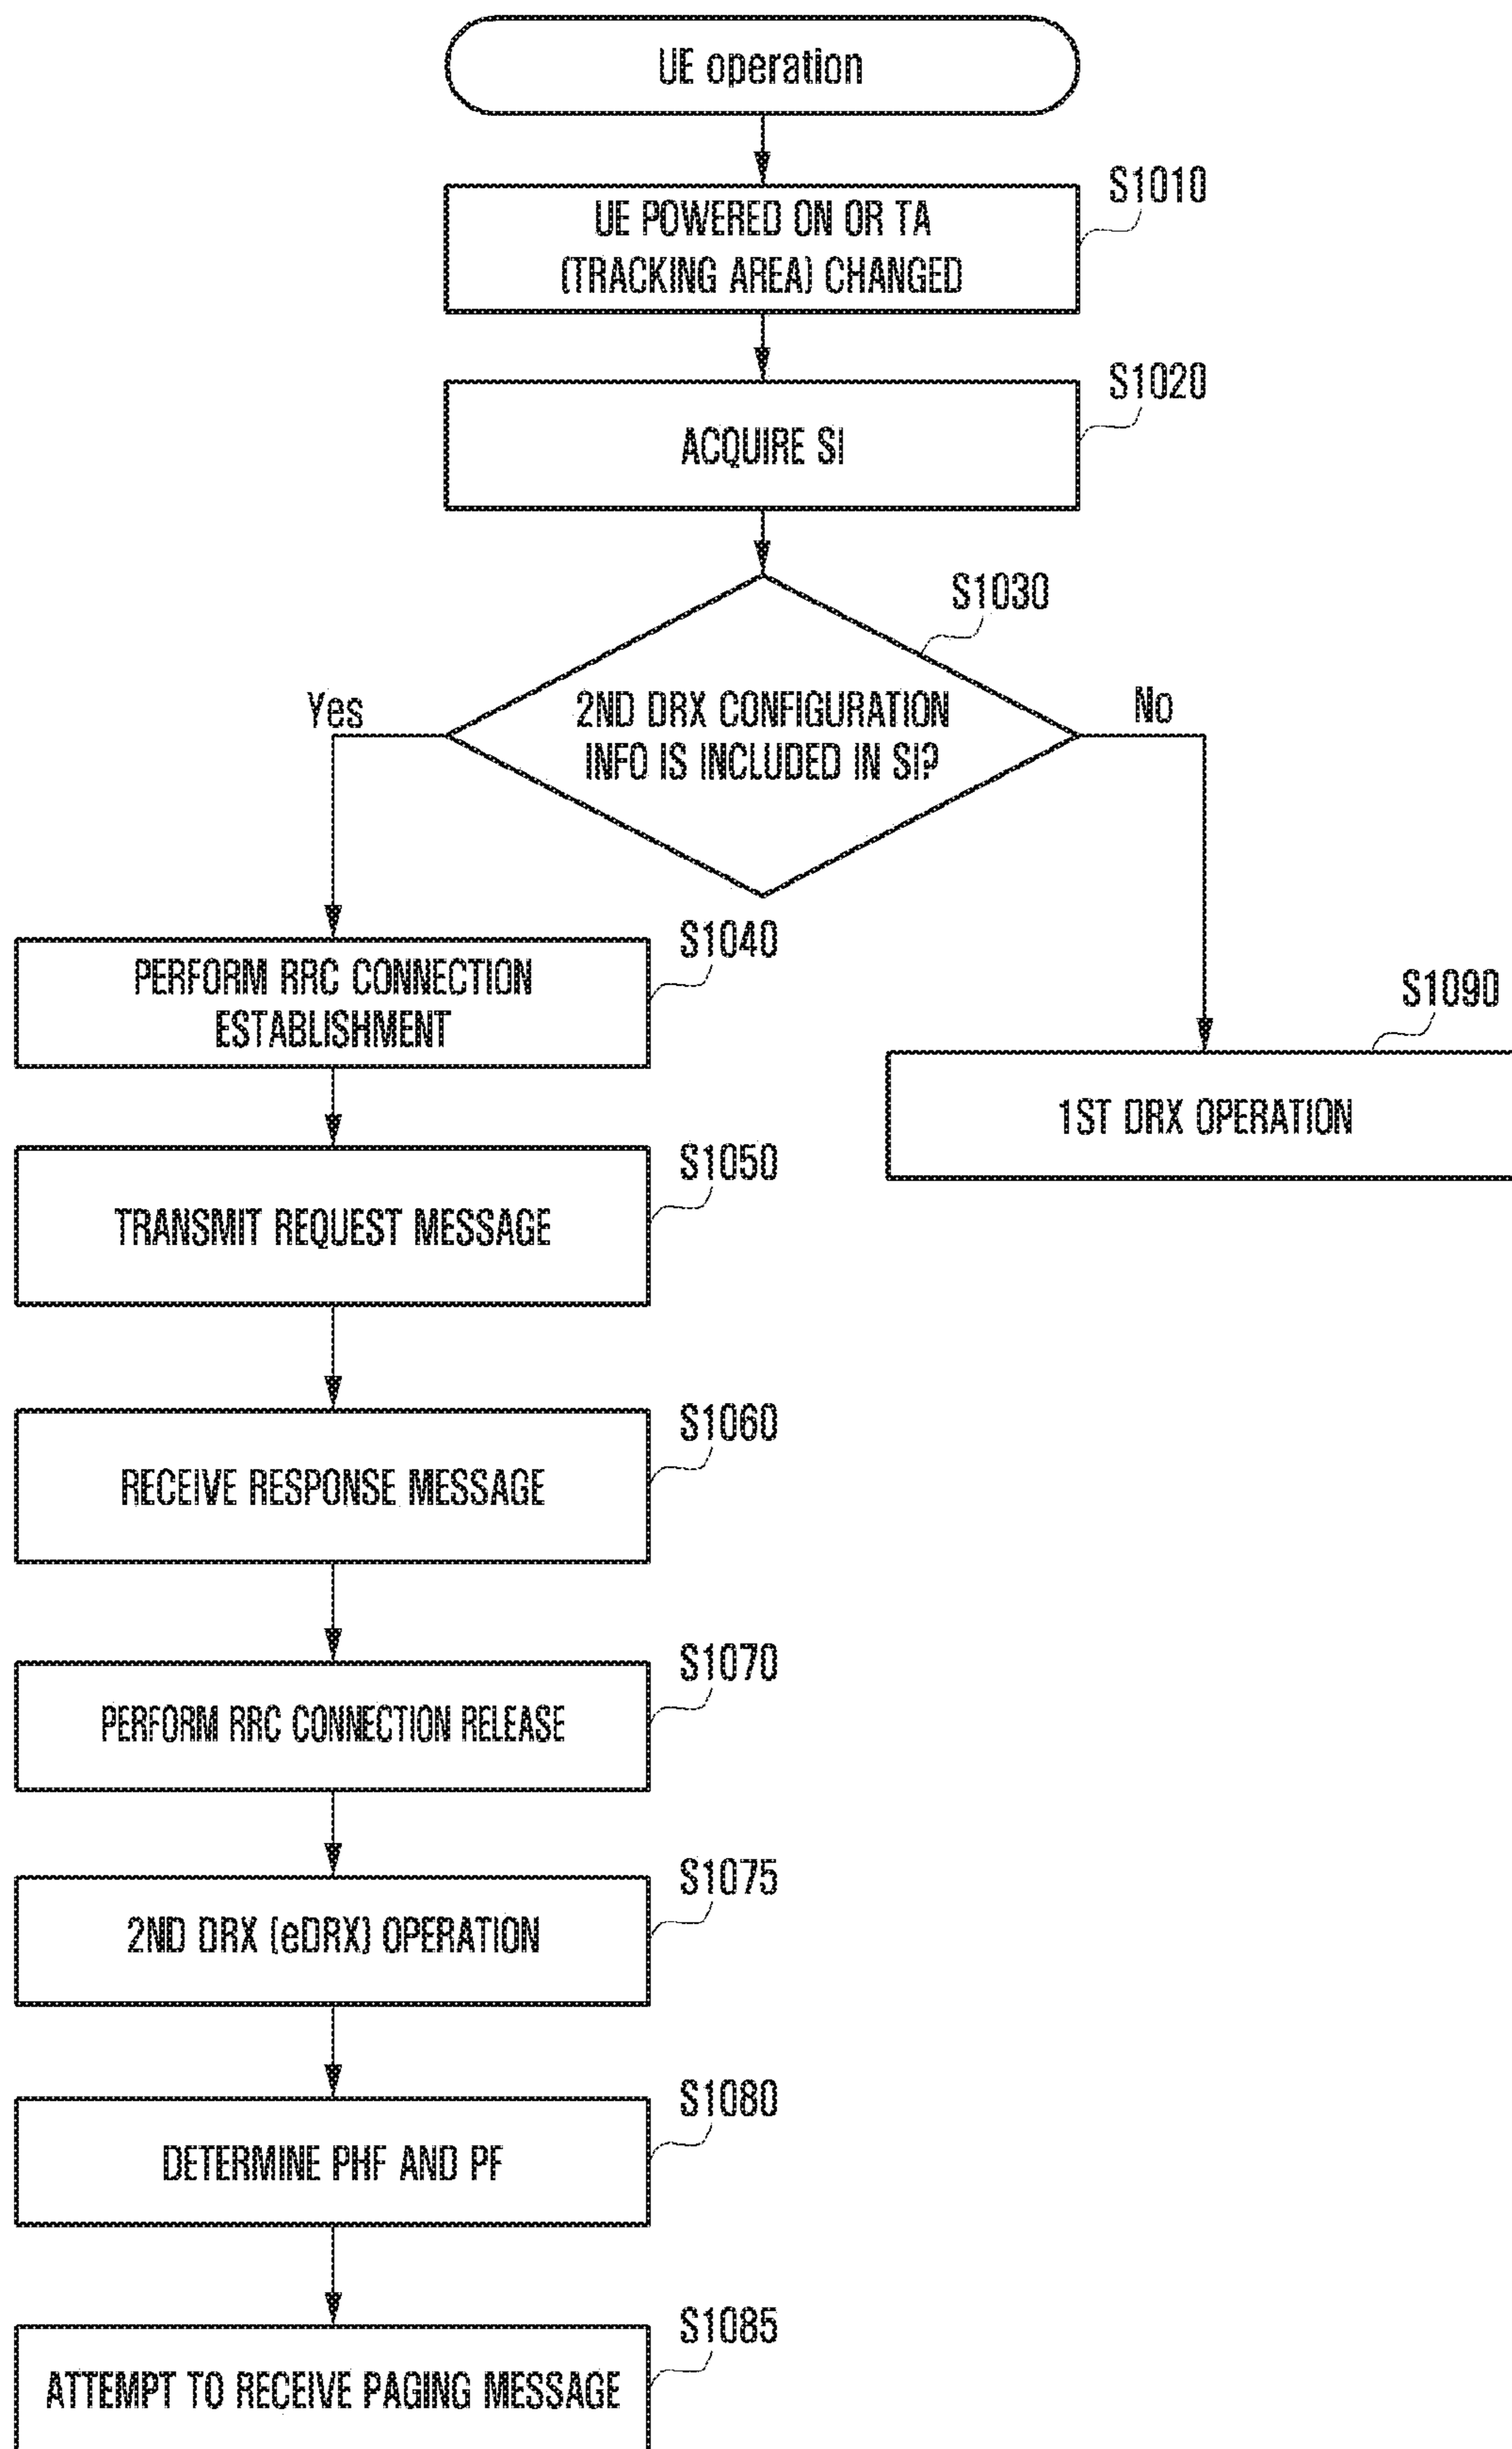 UE operation
S1010
UE POWERED ON OR TA
(TRACKING AREA) CHANGED
S1020
ACQUIRE SI
S1030
Yes
No
2ND DRX CONFIGURATION
INFO IS INCLUDED IN SI?
S1040
PERFORM RRC CONNECTION
ESTABLISHMENT
S1090
1ST DRX OPERATION
S1050
TRANSMIT REQUEST MESSAGE
S1060
RECEIVE RESPONSE MESSAGE
S1070
PERFORM RRC CONNECTION RELEASE
S1075
2ND DRX (eDRX) OPERATION
S1080
DETERMINE PHF AND PF
S1085
ATTEMPT TO RECEIVE PAGING MESSAGE